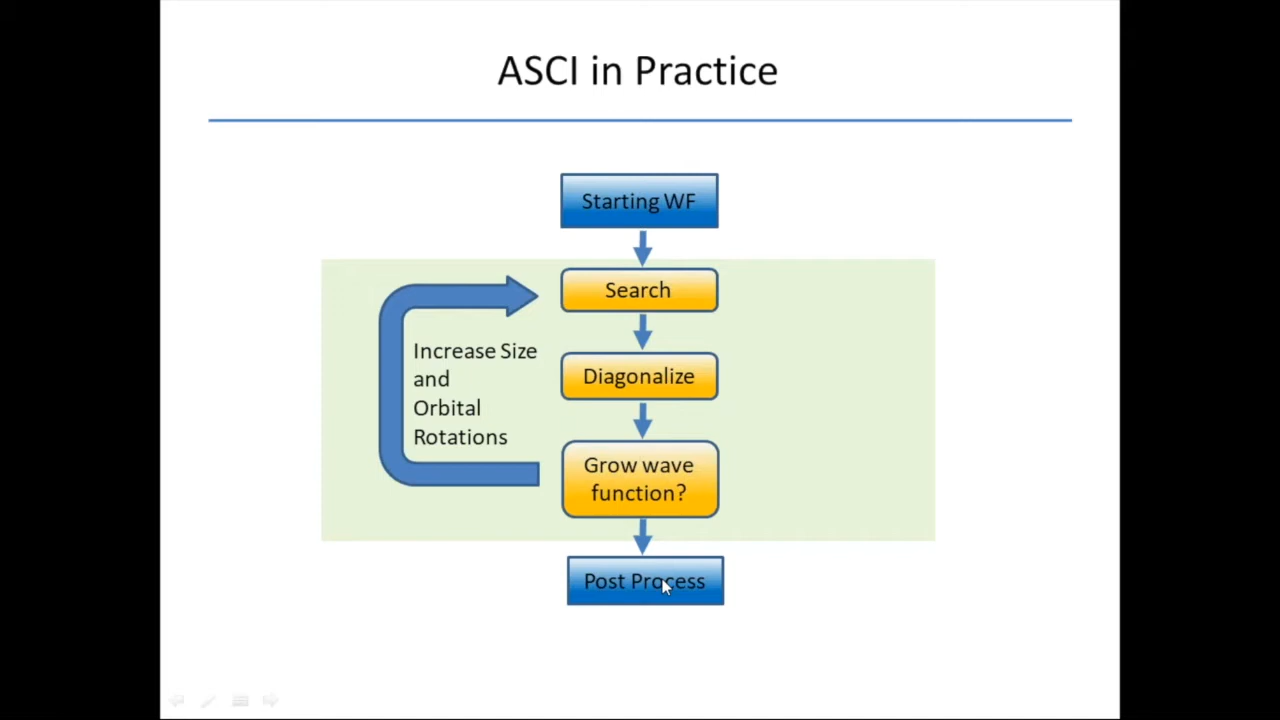 ASCI in Practice
Starting WF
Search
Increase Size
and
Orbital
Rotations
Diagonalize
Grow wave
function?
Post Process